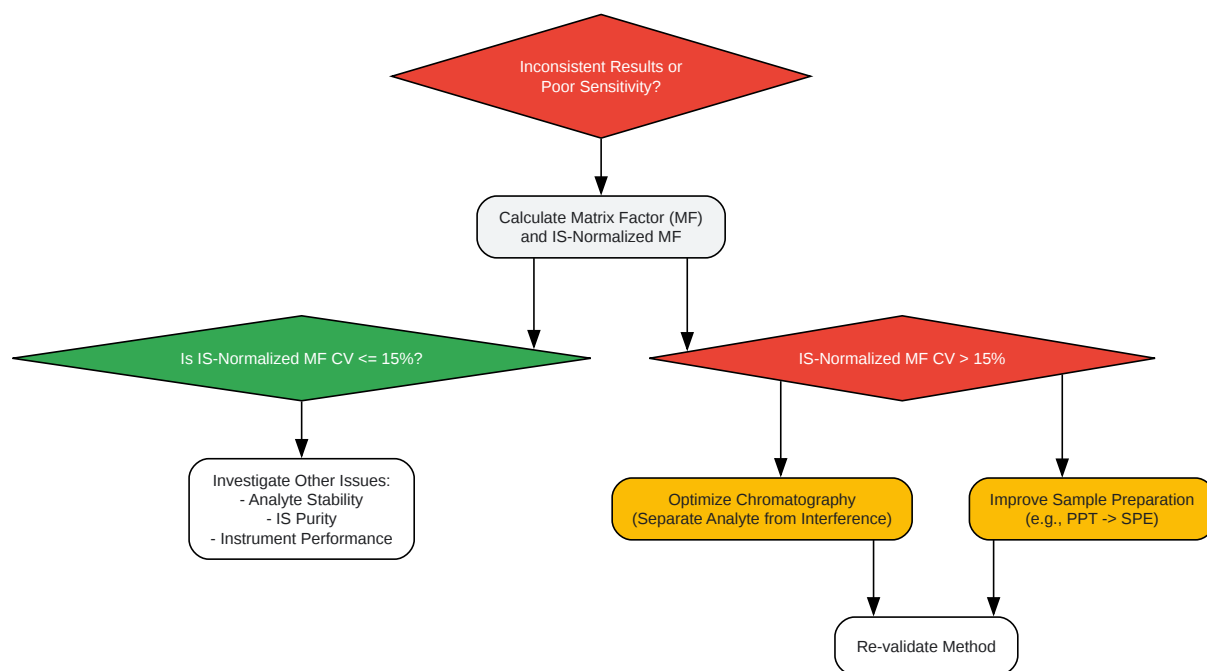 Inconsistent Results or
Poor Sensitivity?
Calculate Matrix Factor (MF)
and IS-Normalized MF
Is IS-Normalized MF CV <= 15%?
IS-Normalized MF CV > 15%
Investigate Other Issues:
- Analyte Stability
- IS Purity
- Instrument Performance
Optimize Chromatography
(Separate Analyte from Interference)
Improve Sample Preparation
(e.g., PPT -> SPE)
Re-validate Method